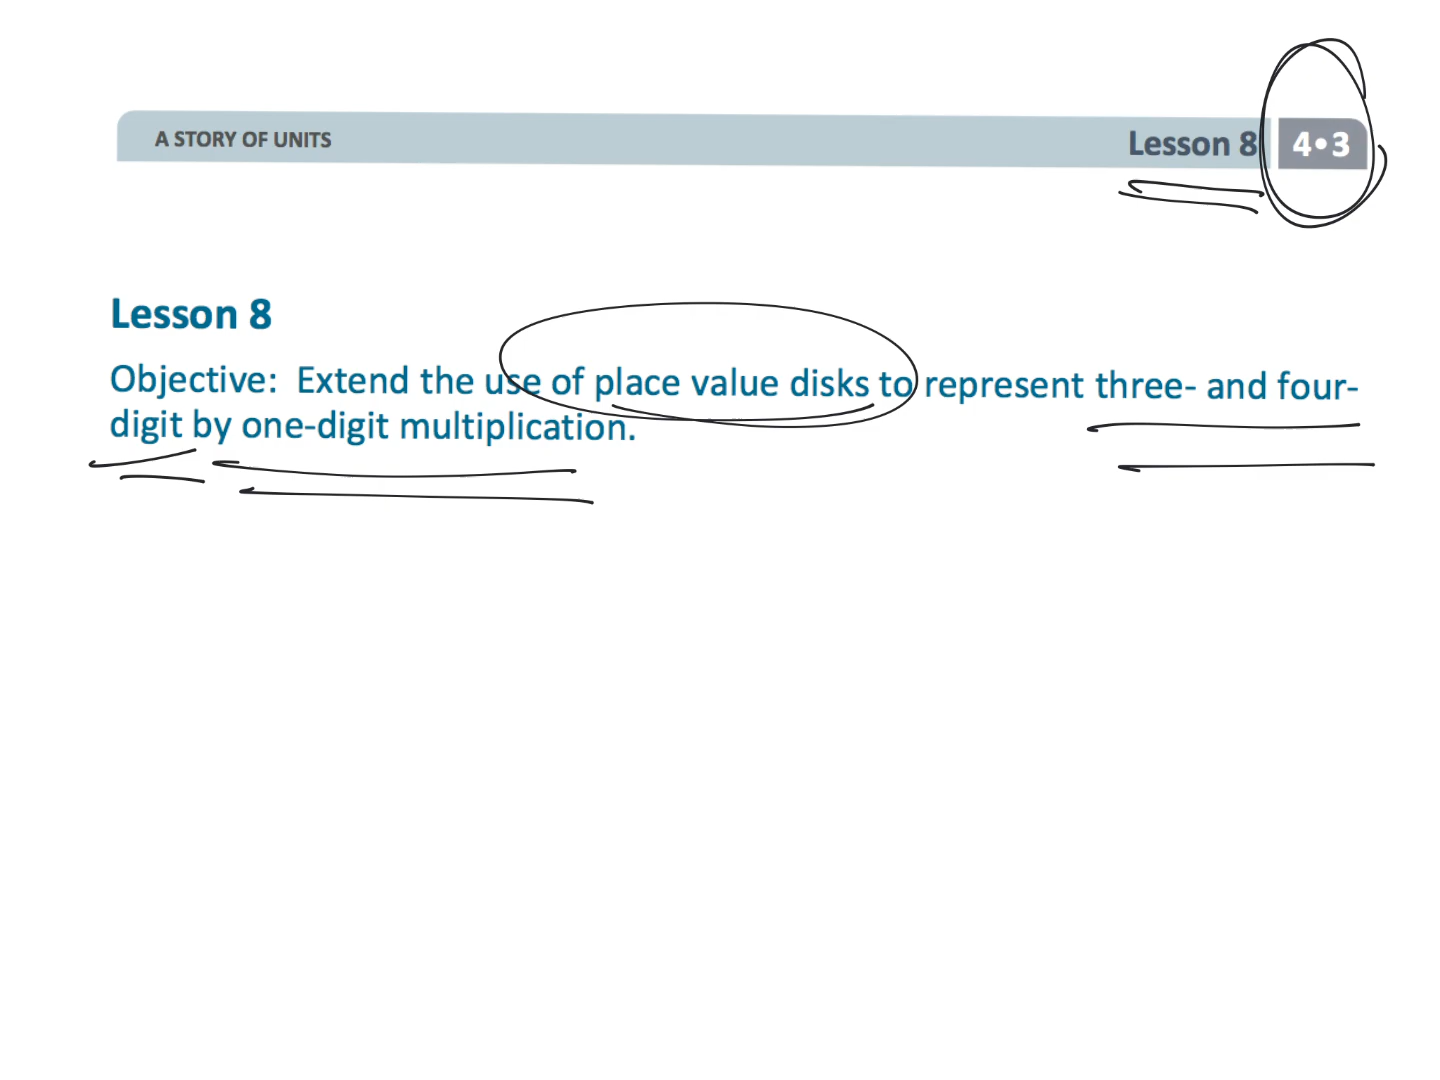 A STORY OF UNITS
Lesson 8 4•3
Lesson 8
Objective: Extend the use of place value disks to represent three- and four-
digit by one-digit multiplication.